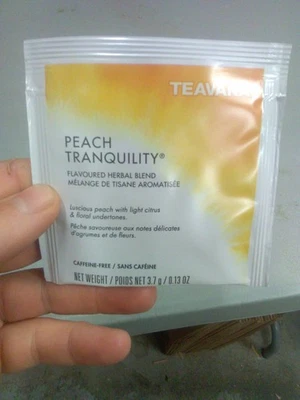 TEAVANA
PEACH
TRANQUILITY®
FLAVOURED HERBAL BLEND
MÉLANGE DE TISANE AROMATISÉE
Luscious peach with light citrus
& floral undertones.
Pêche savoureuse aux notes délicates
d'agrumes et de fleurs.
CAFFEINE-FREE / SANS CAFÉINE
NET WEIGHT / POIDS NET 3.7 g / 0.13 OZ